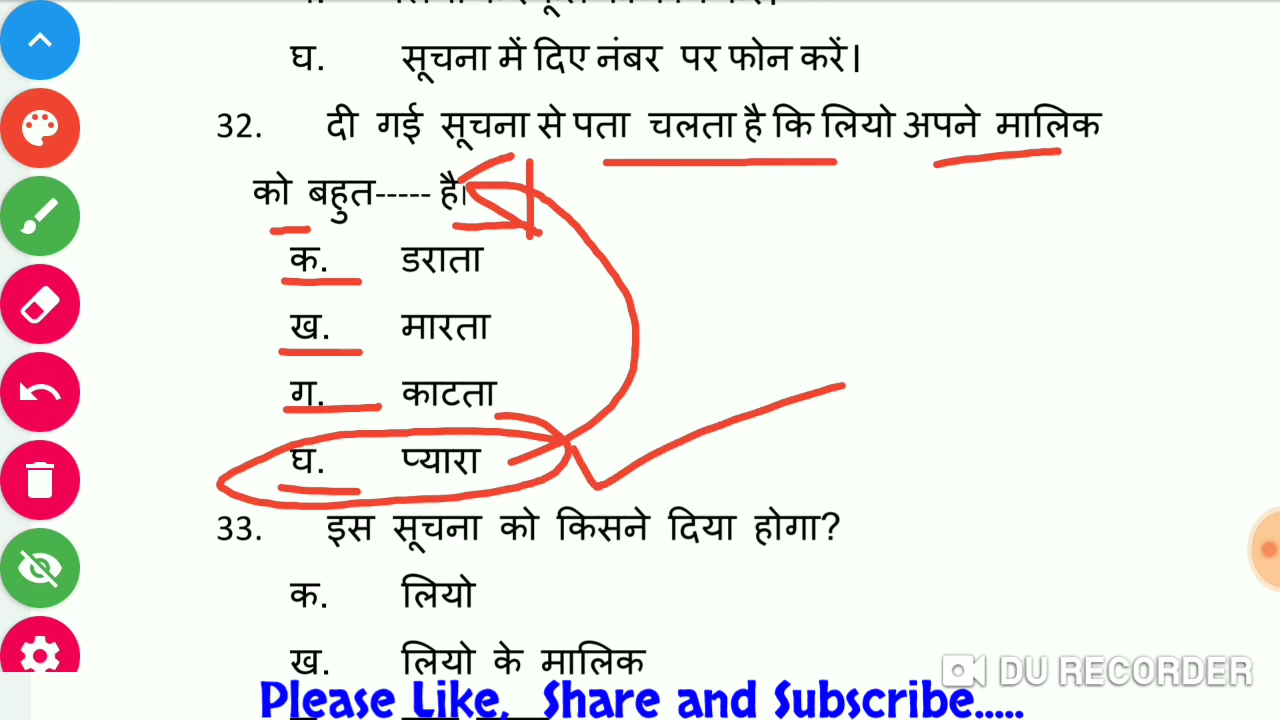 घ. सूचना में दिए नंबर पर फोन करें।
32. दी गई सूचना से पता चलता है कि लियो अपने मालिक
को बहुत----- है।
क. डराता
ख. मारता
ग. काटता
घ. प्यारा
33. इस सूचना को किसने दिया होगा?
क. लियो
ख. लियो के मालिक
DU RECORDER
Please Like, Share and Subscribe.....